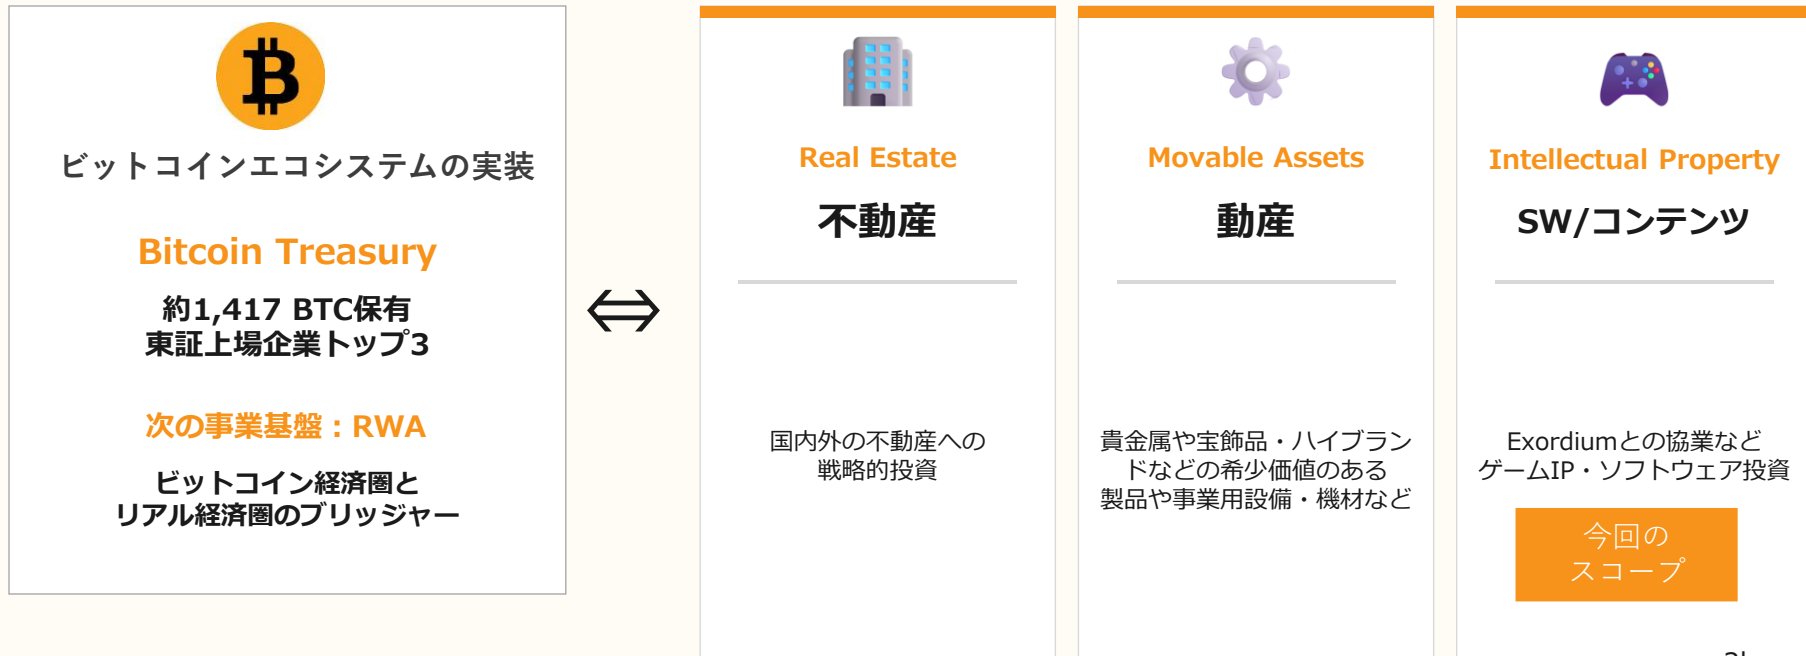 ビットコインエコシステムの実装
Bitcoin Treasury
約1,417 BTC保有
東証上場企業トップ3
次の事業基盤：RWA
ビットコイン経済圏と
リアル経済圏のブリッジャー
⇔
Real Estate
不動産
国内外の不動産への
戦略的投資
Movable Assets
動産
貴金属や宝飾品・ハイブラン
ドなどの希少価値のある
製品や事業用設備・機材など
Intellectual Property
SW/コンテンツ
Exordiumとの協業など
ゲームIP・ソフトウェア投資
今回の
スコープ